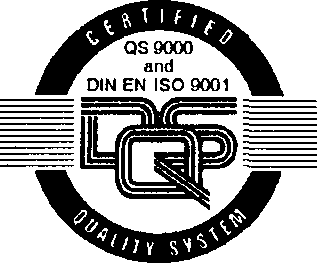 CERTIFIED
QS 9000
and
DIN EN ISO 9001
DQS
QUALITY SYSTEM